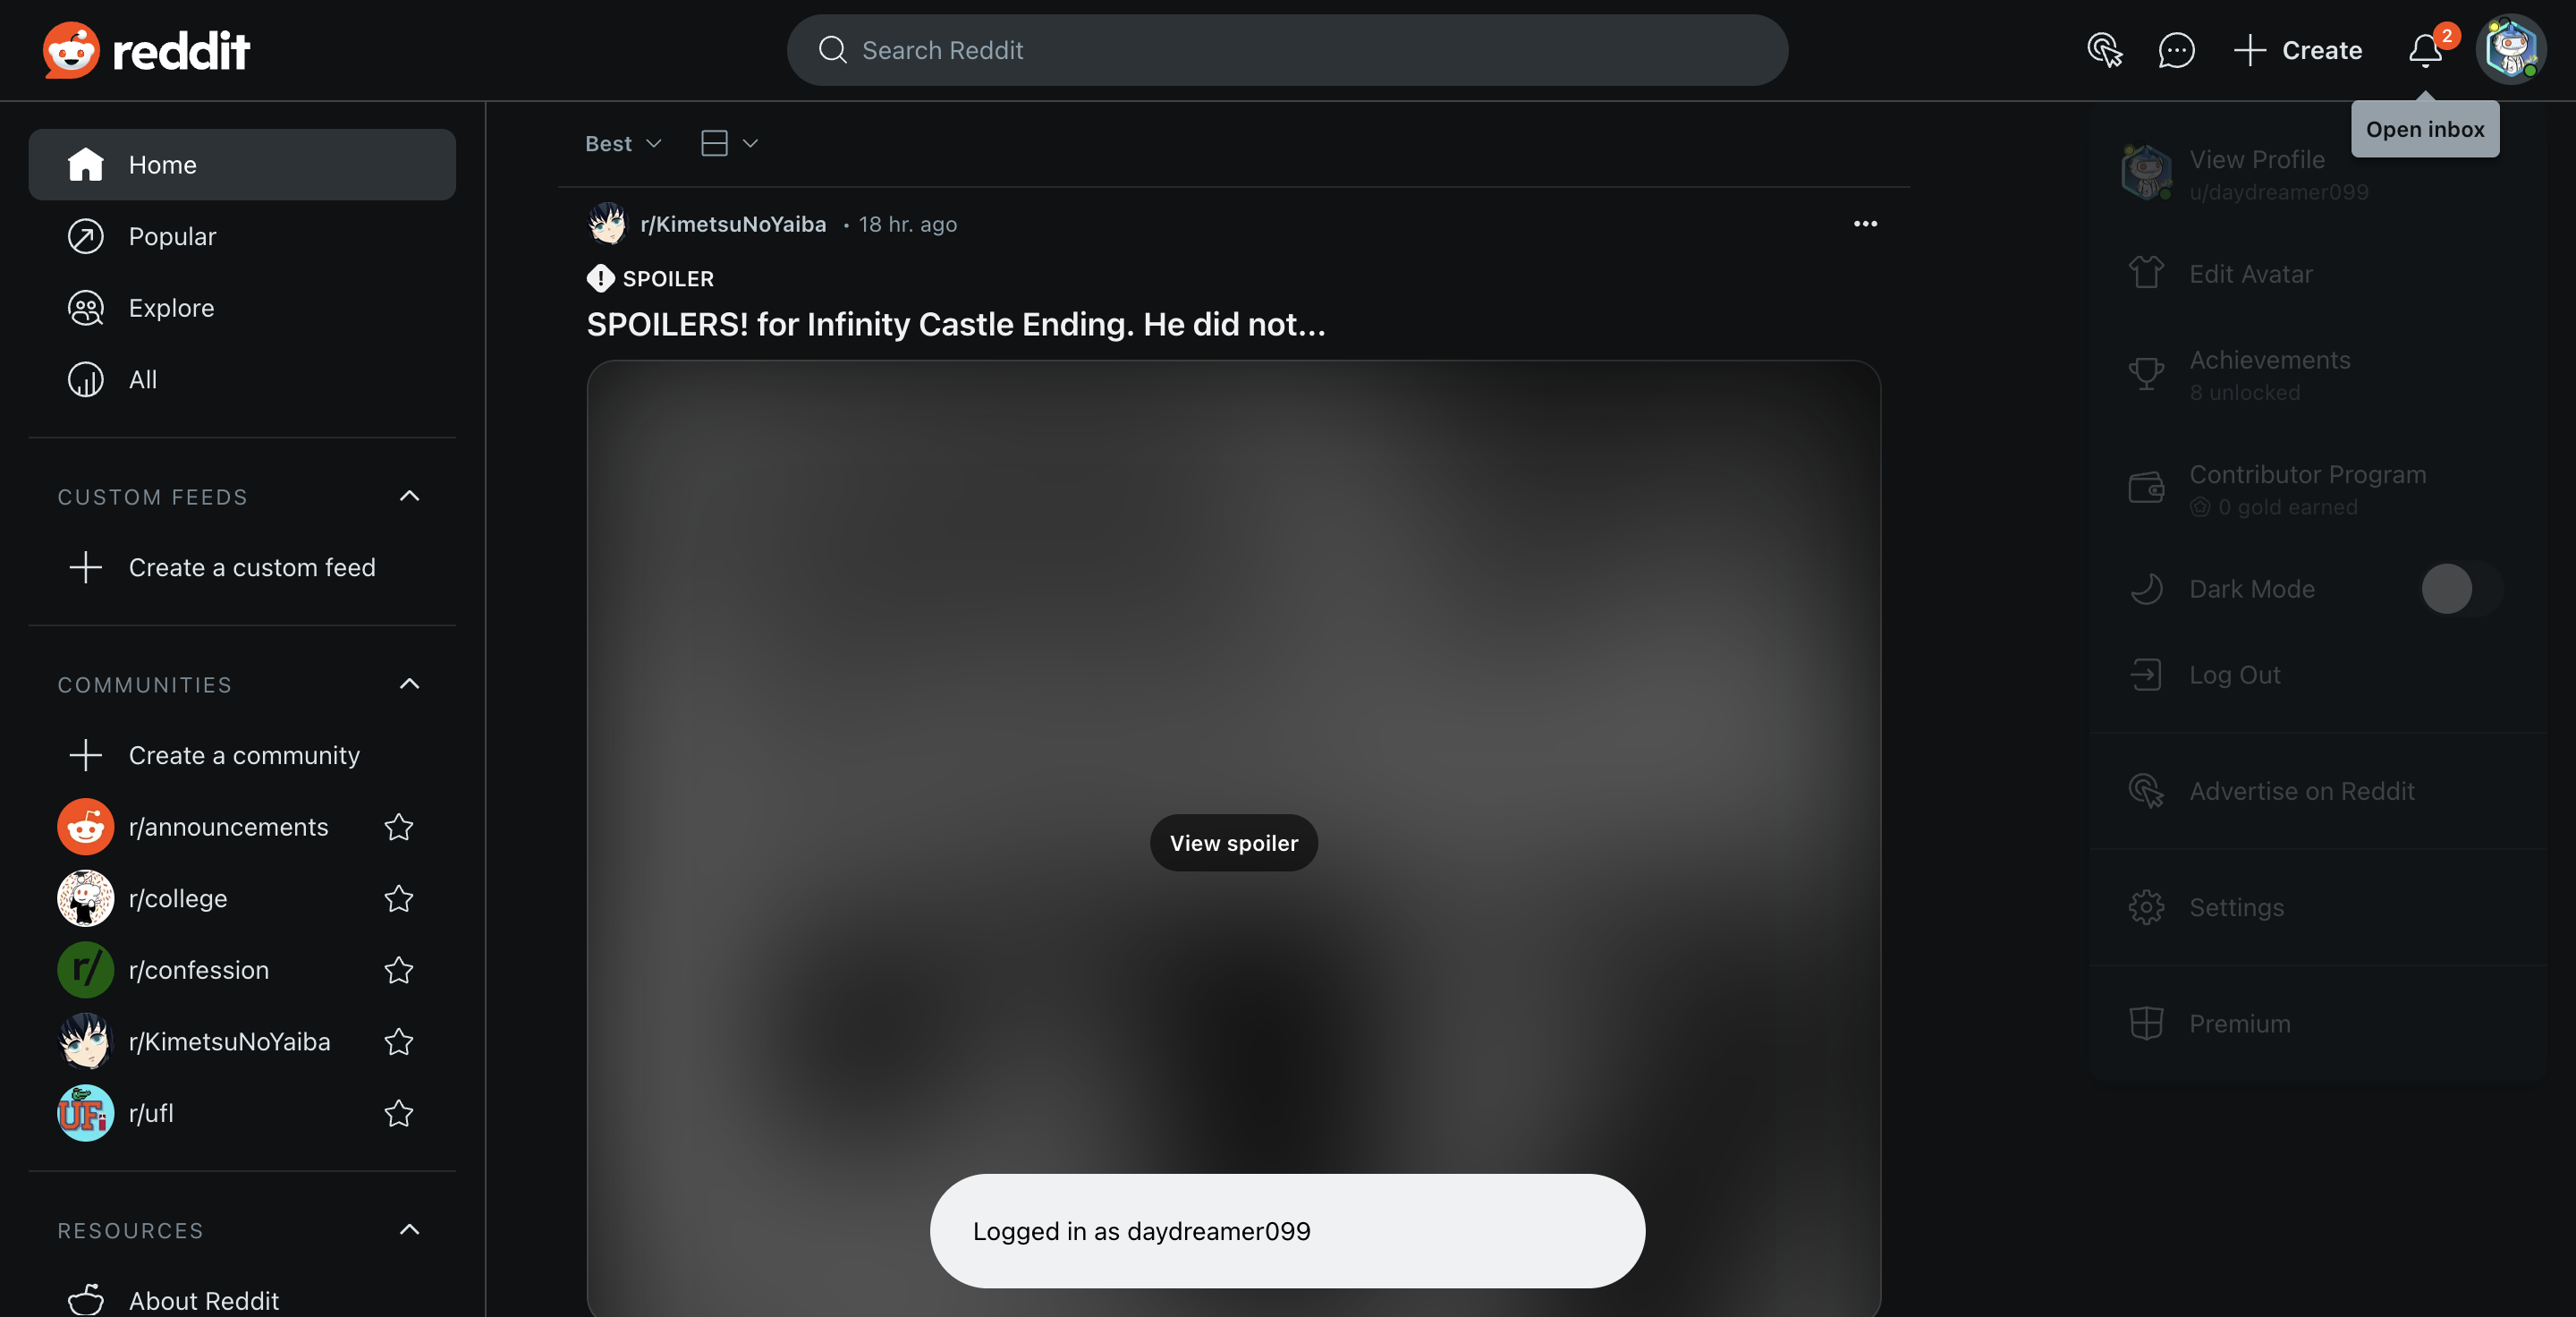 reddit
Search Reddit
Create
2
Open inbox
Home
Popular
Explore
All
CUSTOM FEEDS
Create a custom feed
COMMUNITIES
Create a community
r/announcements
r/college
r/
r/confession
r/KimetsuNoYaiba
UF
r/ufl
RESOURCES
About Reddit
Best
r/KimetsuNoYaiba • 18 hr. ago
SPOILER
SPOILERS! for Infinity Castle Ending. He did not...
View spoiler
Logged in as daydreamer099
View Profile
u/daydreamer099
Edit Avatar
Achievements
8 unlocked
Contributor Program
0 gold earned
Dark Mode
Log Out
Advertise on Reddit
Settings
Premium